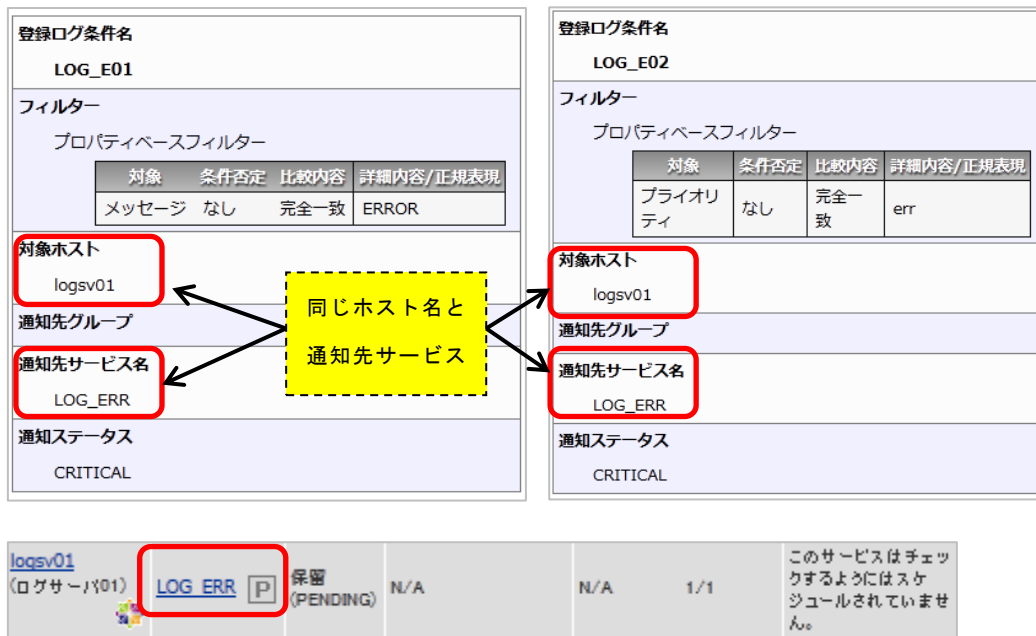 登録ログ条件名
LOG_E01
フィルター
プロパティベースフィルター
対象 条件否定 比較内容 詳細内容/正規表現
メッセージ なし 完全一致 ERROR
対象ホスト
logsv01
通知先グループ
通知先サービス名
LOG_ERR
通知ステータス
CRITICAL
登録ログ条件名
LOG_E02
フィルター
プロパティベースフィルター
対象 条件否定 比較内容 詳細内容/正規表現
プライオリ
ティ
なし
完全一
致
err
対象ホスト
logsv01
通知先グループ
通知先サービス名
LOG_ERR
通知ステータス
CRITICAL
同じホスト名と
通知先サービス
logsv01
(ログサーバ01)
LOG_ERR P
保留
(PENDING)
N/A
N/A
1/1
このサービスはチェッ
クするようにはスケ
ジュールされていませ
ん。